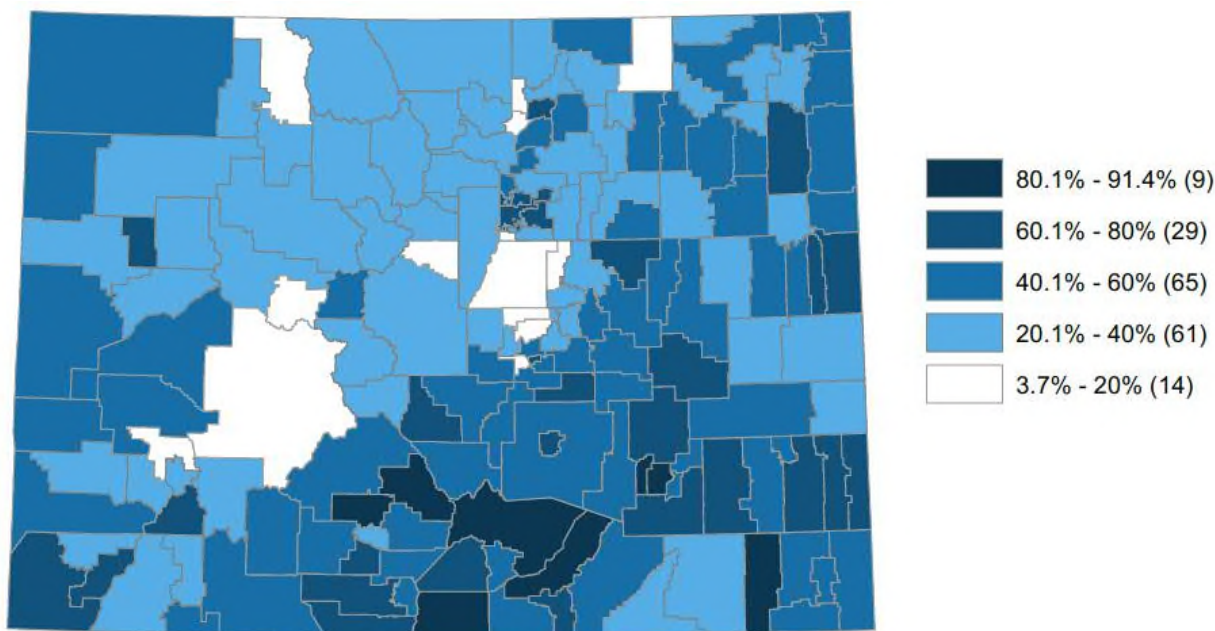 80.1% - 91.4% (9)
60.1% - 80% (29)
40.1% - 60% (65)
20.1% - 40% (61)
3.7% - 20% (14)